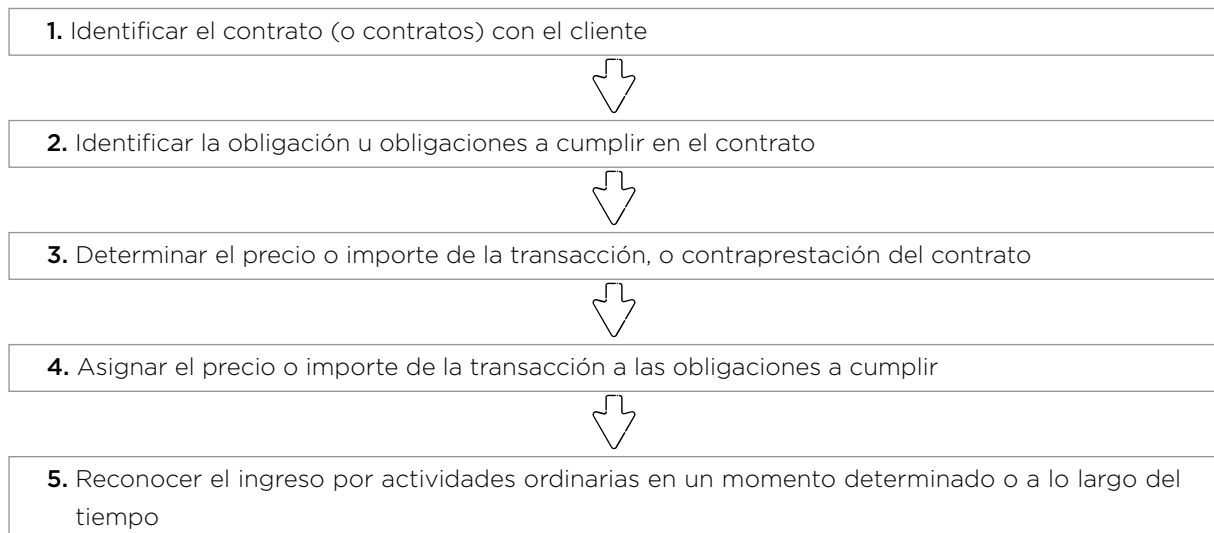 1. Identificar el contrato (o contratos) con el cliente
2. Identificar la obligación u obligaciones a cumplir en el contrato
3. Determinar el precio o importe de la transacción, o contraprestación del contrato
4. Asignar el precio o importe de la transacción a las obligaciones a cumplir
5. Reconocer el ingreso por actividades ordinarias en un momento determinado o a lo largo del
tiempo